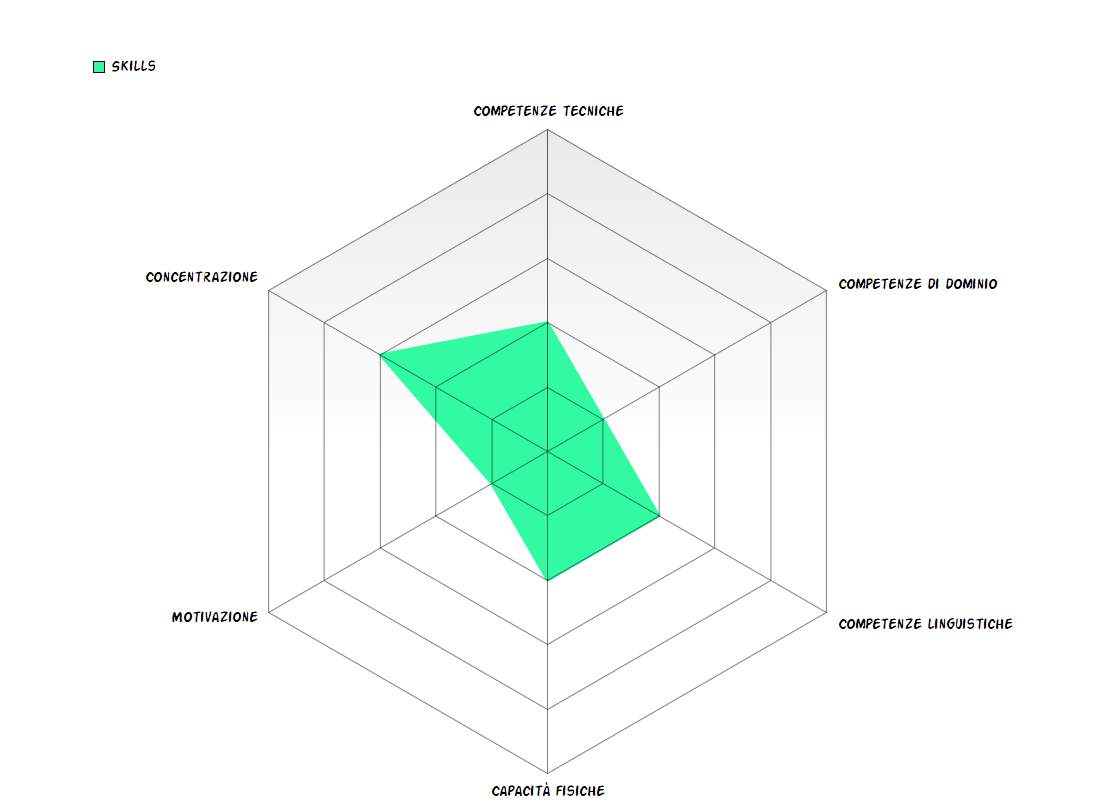 SKILLS
COMPETENZE TECNICHE
CONCENTRAZIONE
COMPETENZE DI DOMINIO
MOTIVAZIONE
COMPETENZE LINGUISTICHE
CAPACITÀ FISICHE